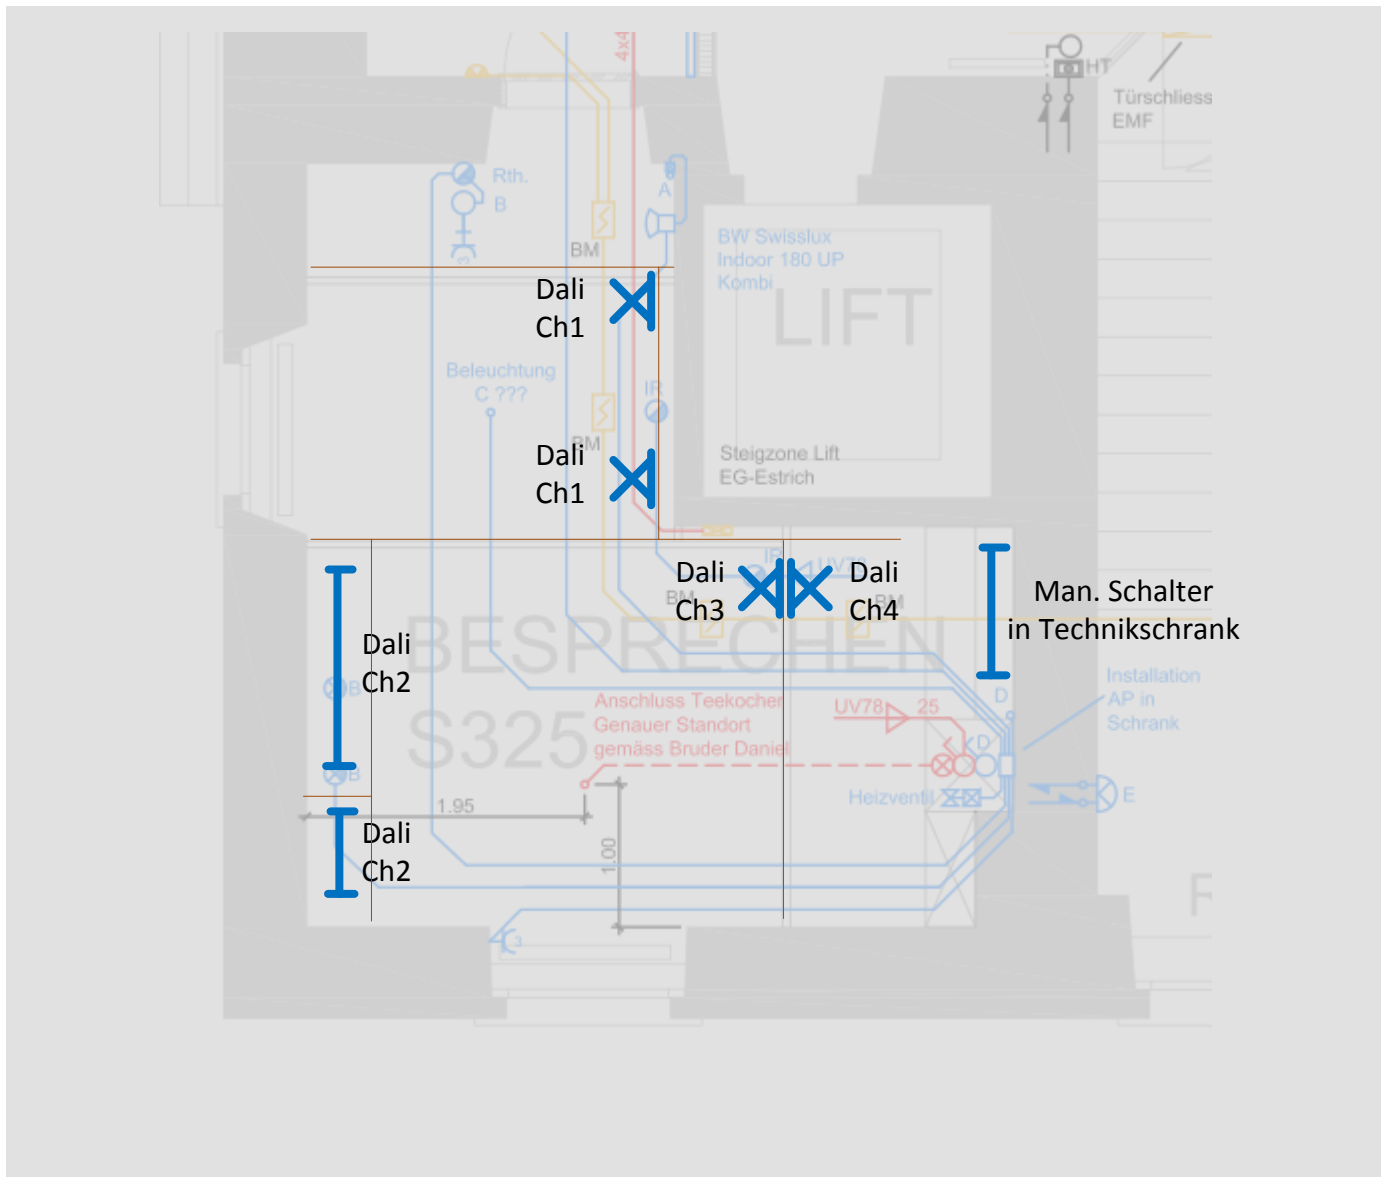 4x4
HT
Türschliess
EMF
Rth.
B
3
A
BM
BW Swisslux
Indoor 180 UP
Kombi
LIFT
Dali
Ch1
Beleuchtung
C ???
IR
BM
Dali
Ch1
Steigzone Lift
EG-Estrich
IR
UV78
Dali
Ch3
BM
Dali
Ch4
BM
Man. Schalter
in Technikschrank
BESPRECHEN
S325
Dali
Ch2
B
B
Anschluss Teekocher
Genauer Standort
gemäss Bruder Daniel
UV78
25
D
D
Installation
AP in
Schrank
Heizventil
E
1.95
1.00
Dali
Ch2
3